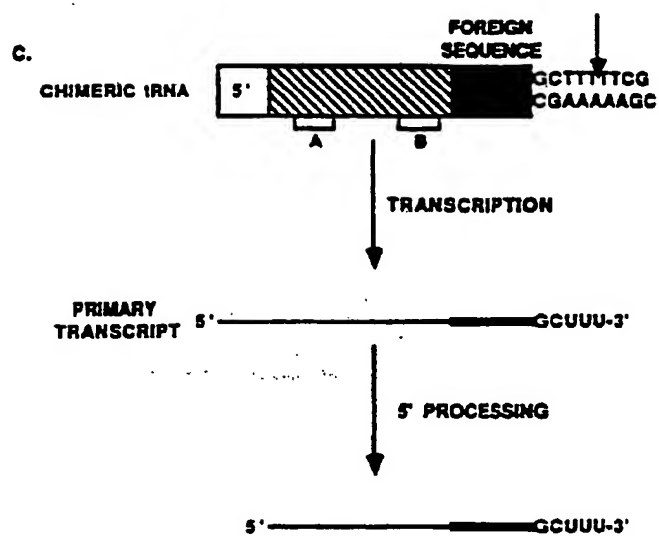 C.
FOREIGN
SEQUENCE
CHIMERIC tRNA
5'
GCTTTTTCG
CGAAAAAGC
A
B
TRANSCRIPTION
PRIMARY
TRANSCRIPT
5'
GCUUU-3'
5' PROCESSING
5'
GCUUU-3'